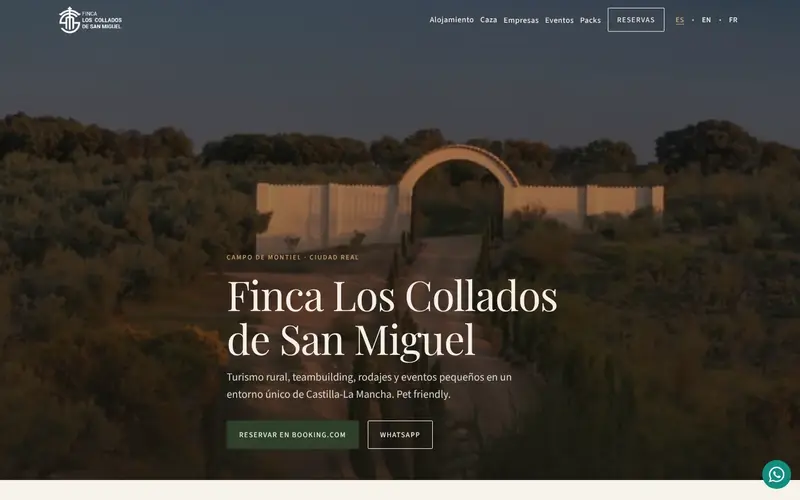 FINCA
LOS COLLADOS
DE SAN MIGUEL
Alojamiento Caza Empresas Eventos Packs RESERVAS ES • EN • FR
CAMPO DE MONTIEL · CIUDAD REAL
Finca Los Collados
de San Miguel
Turismo rural, teambuilding, rodajes y eventos pequeños en un
entorno único de Castilla-La Mancha. Pet friendly.
RESERVAR EN BOOKING.COM WHATSAPP